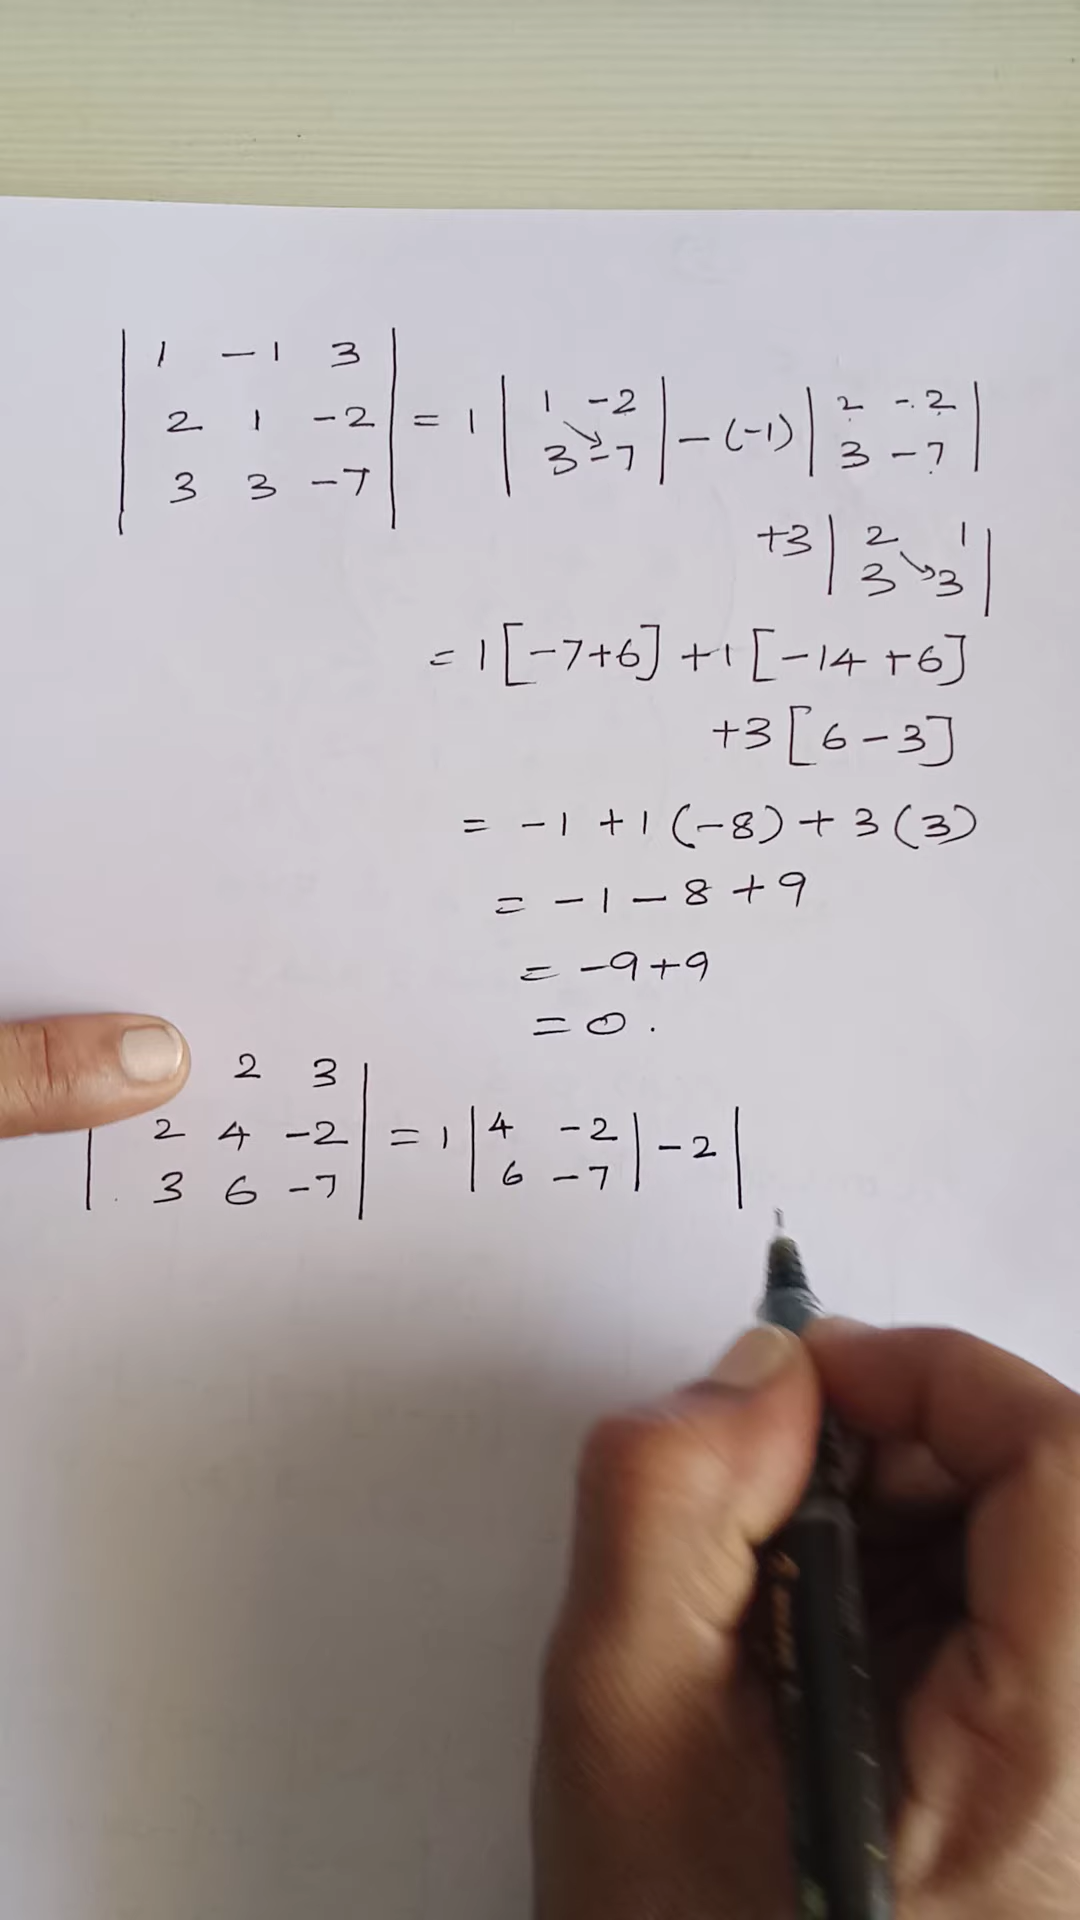 | 1 -1 3 |
| 2 1 -2 | = 1 | 1 -2 | - (-1) | 2 -2 |
| 3 3 -7 | | 3 -7 | | 3 -7 |
+3 | 2 1 |
| 3 3 |
= 1 [-7+6] +1 [-14 +6]
+3 [6-3]
= -1 +1 (-8) + 3 (3)
= -1 - 8 + 9
= -9+9
= 0.
2 3 |
| 2 4 -2 | = 1 | 4 -2 | -2 |
| 3 6 -7 | | 6 -7 | |